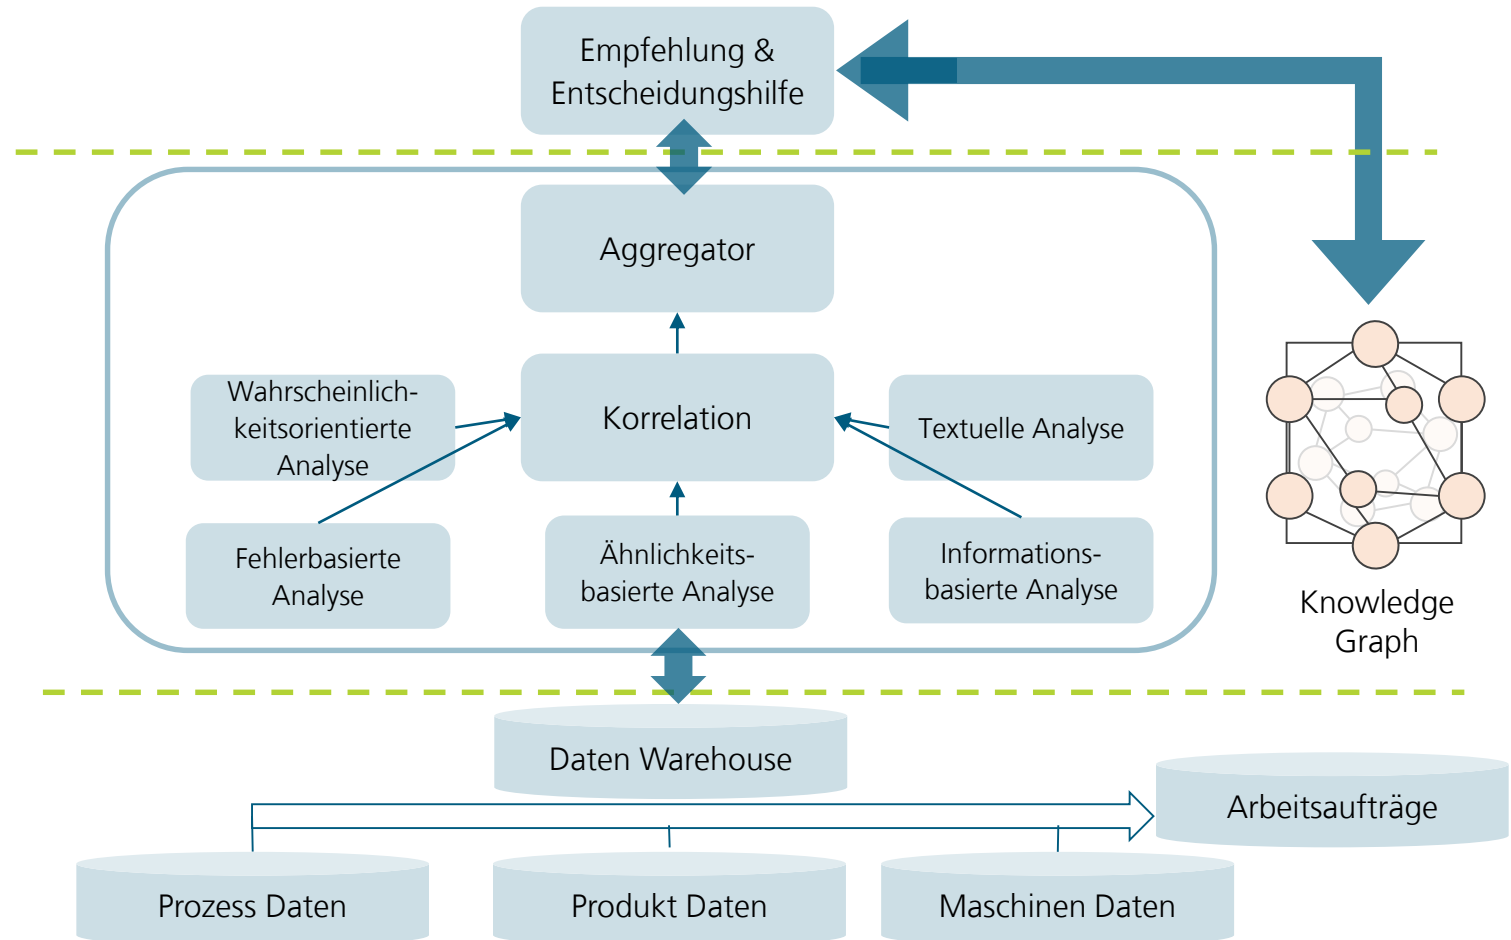 Empfehlung &
Entscheidungshilfe
Aggregator
Wahrscheinlich-
keitsorientierte
Analyse
Korrelation
Textuelle Analyse
Fehlerbasierte
Analyse
Ähnlichkeits-
basierte Analyse
Informations-
basierte Analyse
Knowledge
Graph
Daten Warehouse
Arbeitsaufträge
Prozess Daten
Produkt Daten
Maschinen Daten